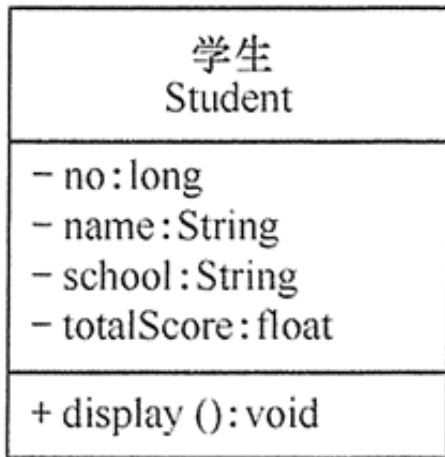 学生
Student
- no:long
- name:String
- school:String
- totalScore:float
+ display ():void